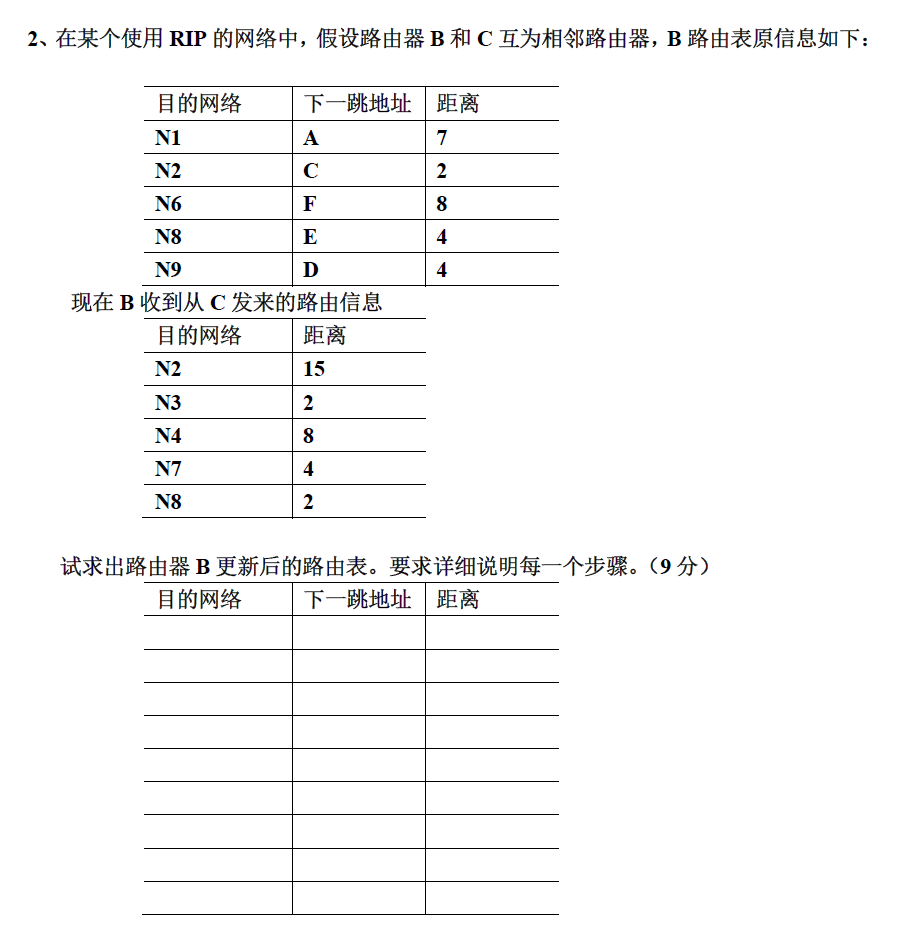 2、在某个使用 RIP 的网络中，假设路由器 B 和 C 互为相邻路由器，B 路由表原信息如下：
目的网络 下一跳地址 距离
N1 A 7
N2 C 2
N6 F 8
N8 E 4
N9 D 4
现在 B 收到从 C 发来的路由信息
目的网络 距离
N2 15
N3 2
N4 8
N7 4
N8 2
试求出路由器 B 更新后的路由表。要求详细说明每一个步骤。（9 分）
目的网络 下一跳地址 距离